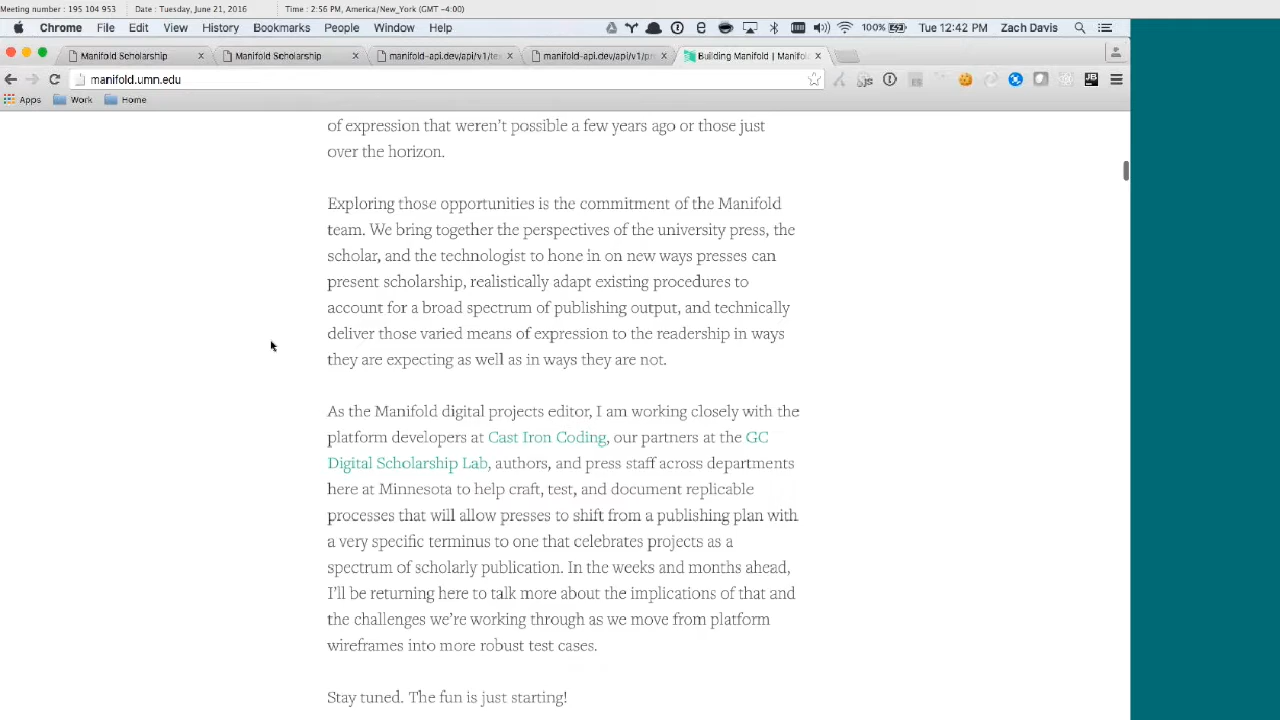 Meeting number : 195 104 953 Date : Tuesday, June 21, 2016 Time : 2:56 PM, America/New_York (GMT -4:00)
Chrome File Edit View History Bookmarks People Window Help 100% Tue 12:42 PM Zach Davis
Manifold Scholarship Manifold Scholarship manifold-api.dev/api/v1/te manifold-api.dev/api/v1/pr Building Manifold | Manifol
manifold.umn.edu
Apps Work Home
of expression that weren't possible a few years ago or those just
over the horizon.
Exploring those opportunities is the commitment of the Manifold
team. We bring together the perspectives of the university press, the
scholar, and the technologist to hone in on new ways presses can
present scholarship, realistically adapt existing procedures to
account for a broad spectrum of publishing output, and technically
deliver those varied means of expression to the readership in ways
they are expecting as well as in ways they are not.
As the Manifold digital projects editor, I am working closely with the
platform developers at Cast Iron Coding, our partners at the GC
Digital Scholarship Lab, authors, and press staff across departments
here at Minnesota to help craft, test, and document replicable
processes that will allow presses to shift from a publishing plan with
a very specific terminus to one that celebrates projects as a
spectrum of scholarly publication. In the weeks and months ahead,
I'll be returning here to talk more about the implications of that and
the challenges we're working through as we move from platform
wireframes into more robust test cases.
Stay tuned. The fun is just starting!